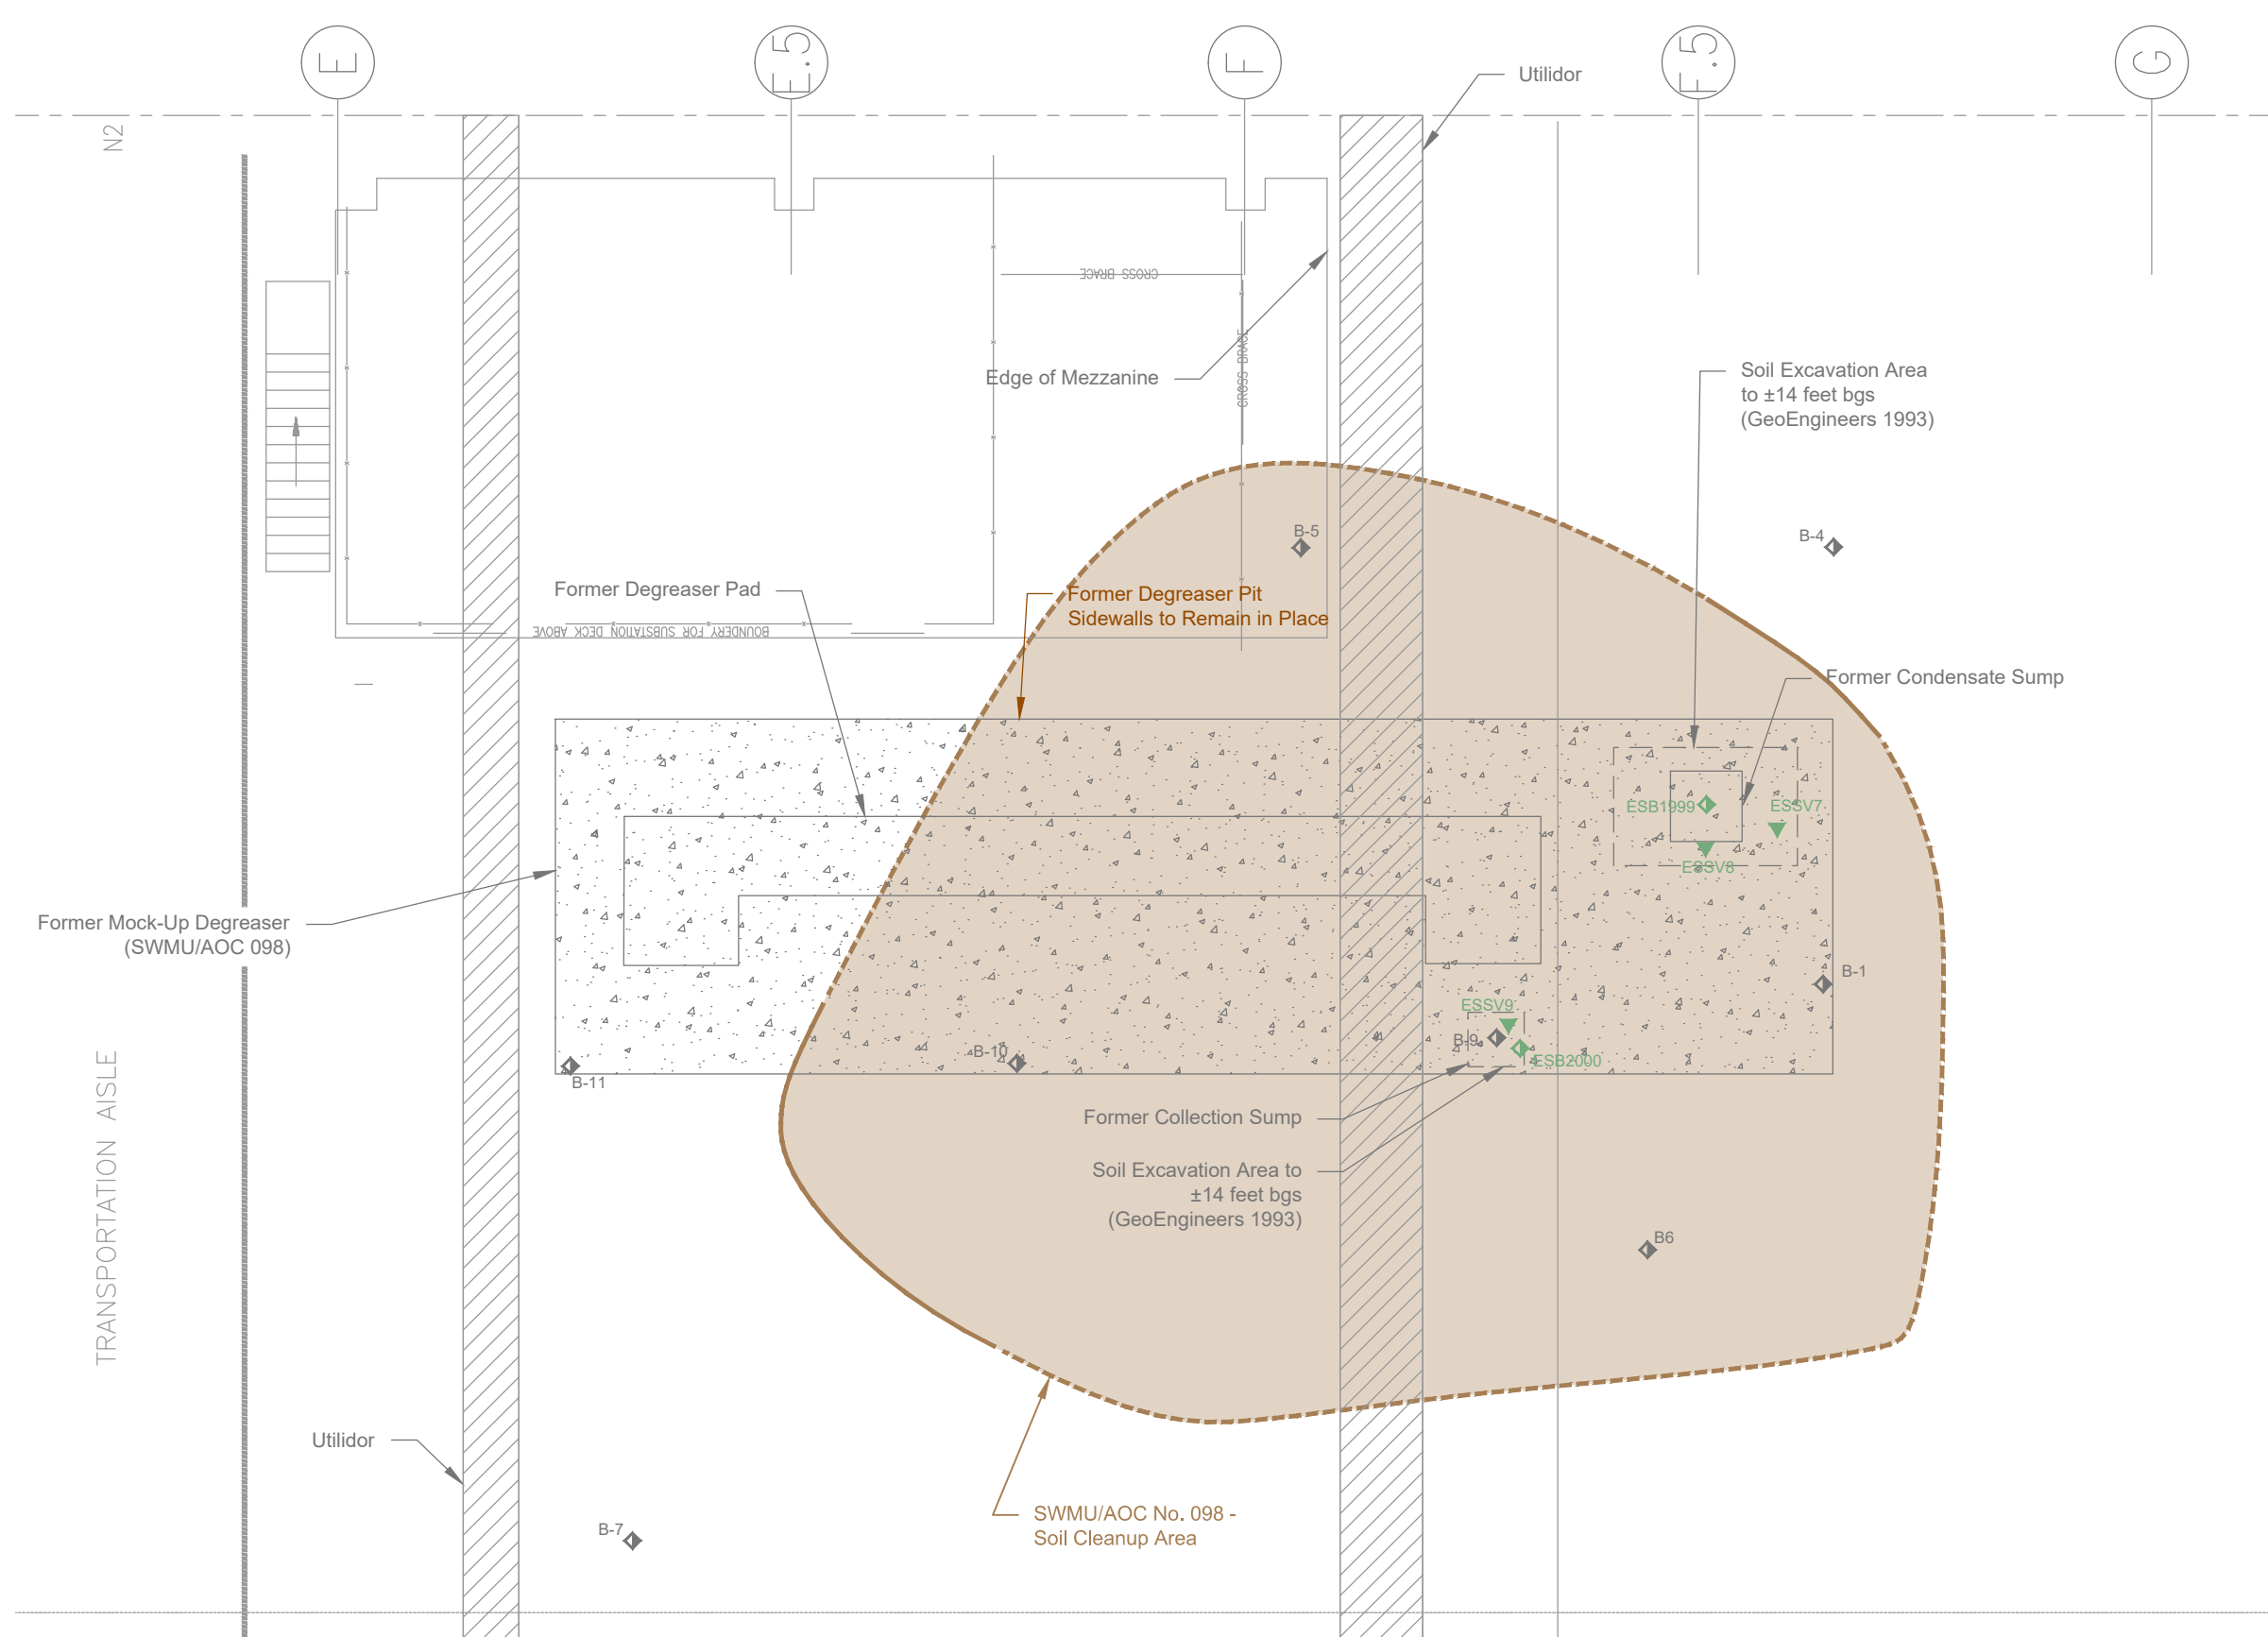 E
E.5
F
F.5
G
N2
Utilidor
CROSS BRACE
CROSS BRACE
Edge of Mezzanine
Soil Excavation Area
to ±14 feet bgs
(GeoEngineers 1993)
B-5
B-4
Former Degreaser Pad
Former Degreaser Pit
Sidewalls to Remain in Place
BOUNDERY FOR SUBSTATION DECK ABOVE
Former Condensate Sump
ESB1999
ESSV7
ESSV8
Former Mock-Up Degreaser
(SWMU/AOC 098)
B-1
ESSV9
B-9
ESB2000
B-10
B-11
Former Collection Sump
Soil Excavation Area to
±14 feet bgs
(GeoEngineers 1993)
B6
TRANSPORTATION AISLE
Utilidor
SWMU/AOC No. 098 -
Soil Cleanup Area
B-7